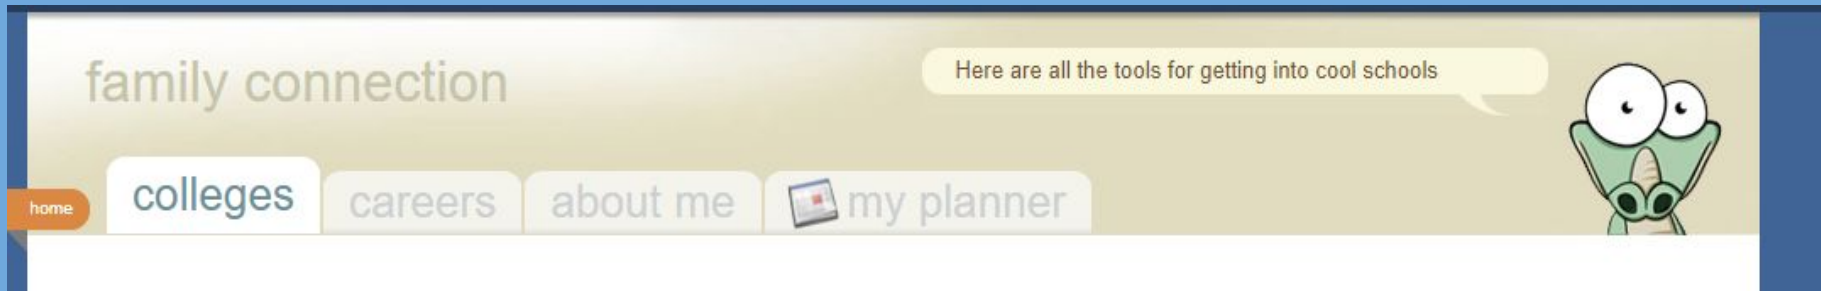 family connection
Here are all the tools for getting into cool schools
home
colleges
careers
about me
my planner